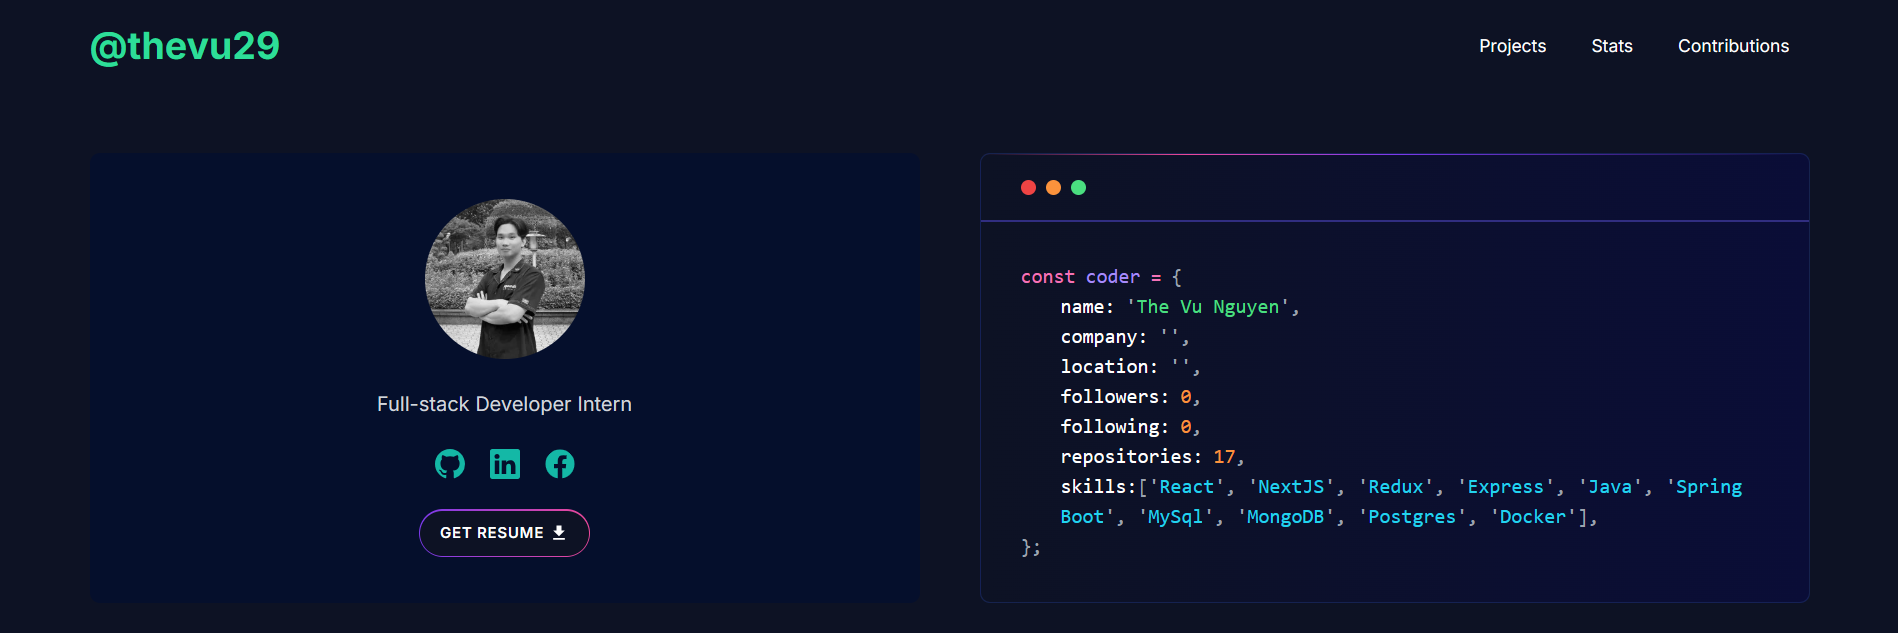 @thevu29
Projects Stats Contributions
Full-stack Developer Intern
GET RESUME
const coder = {
name: 'The Vu Nguyen',
company: '',
location: '',
followers: 0,
following: 0,
repositories: 17,
skills:['React', 'NextJS', 'Redux', 'Express', 'Java', 'Spring
Boot', 'MySql', 'MongoDB', 'Postgres', 'Docker'],
};